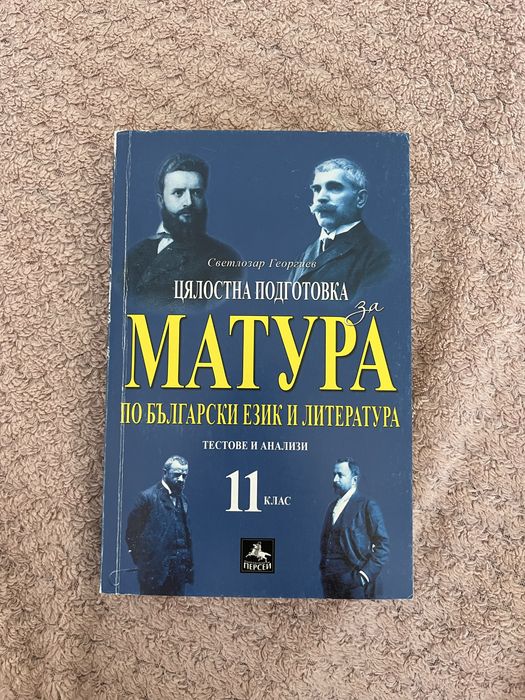 Светлозар Георгиев
ЦЯЛОСТНА ПОДГОТОВКА
за
МАТУРА
ПО БЪЛГАРСКИ ЕЗИК И ЛИТЕРАТУРА
ТЕСТОВЕ И АНАЛИЗИ
11 КЛАС
ПЕРСЕЙ